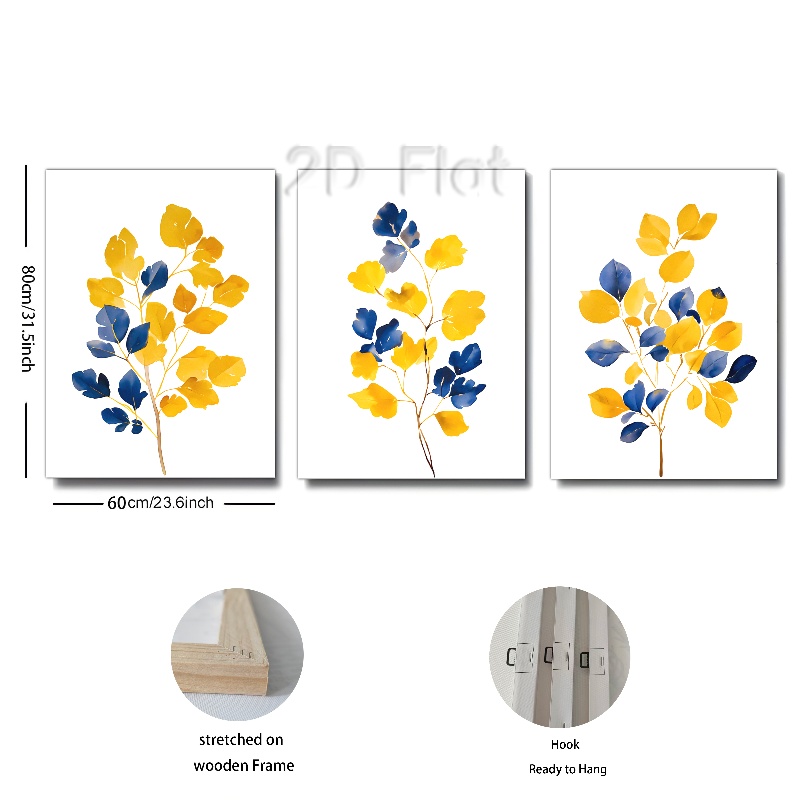 2D Flat
80cm/31.5inch
60cm/23.6inch
stretched on
wooden Frame
Hook
Ready to Hang